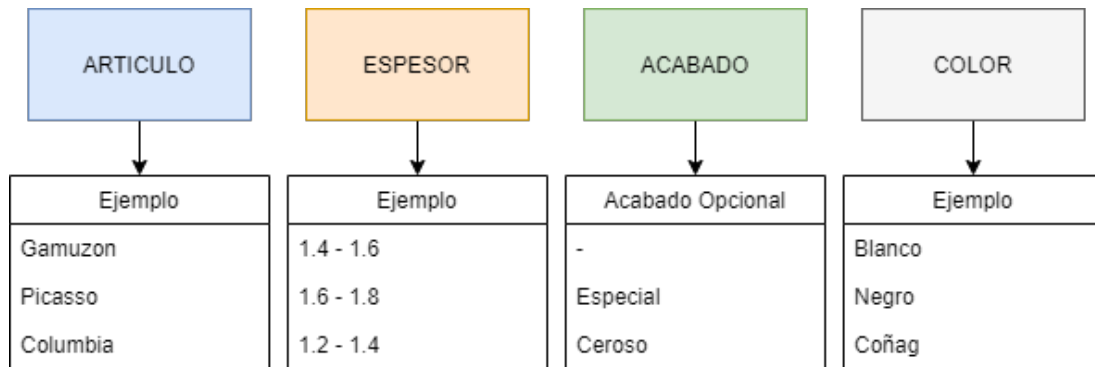 ARTICULO
ESPESOR
ACABADO
COLOR
Ejemplo
Gamuzon
Picasso
Columbia
Ejemplo
1.4 - 1.6
1.6 - 1.8
1.2 - 1.4
Acabado Opcional
-
Especial
Ceroso
Ejemplo
Blanco
Negro
Coñag